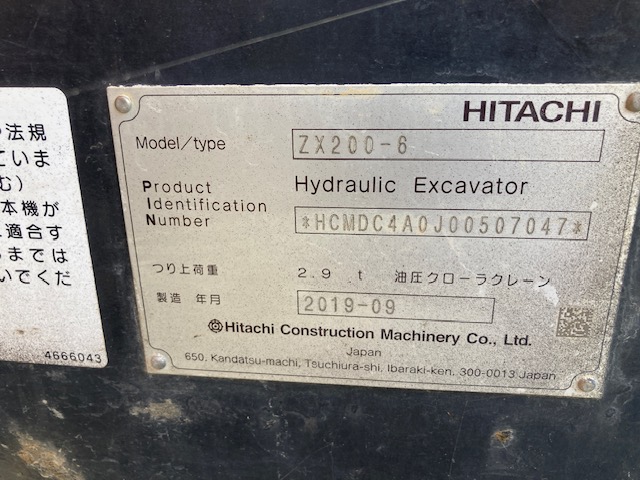 法規
ていま
む)
本機が
適合す
るまでは
いでくだ
4666043
HITACHI
Model/type ZX200-6
Product Hydraulic Excavator
Identification
Number *HCMDC4A0J00507047*
つり上荷重 2.9 t 油圧クローラクレーン
製造 年月 2019-09
Hitachi Construction Machinery Co., Ltd.
Japan
650, Kandatsu-machi, Tsuchiura-shi, Ibaraki-ken, 300-0013 Japan